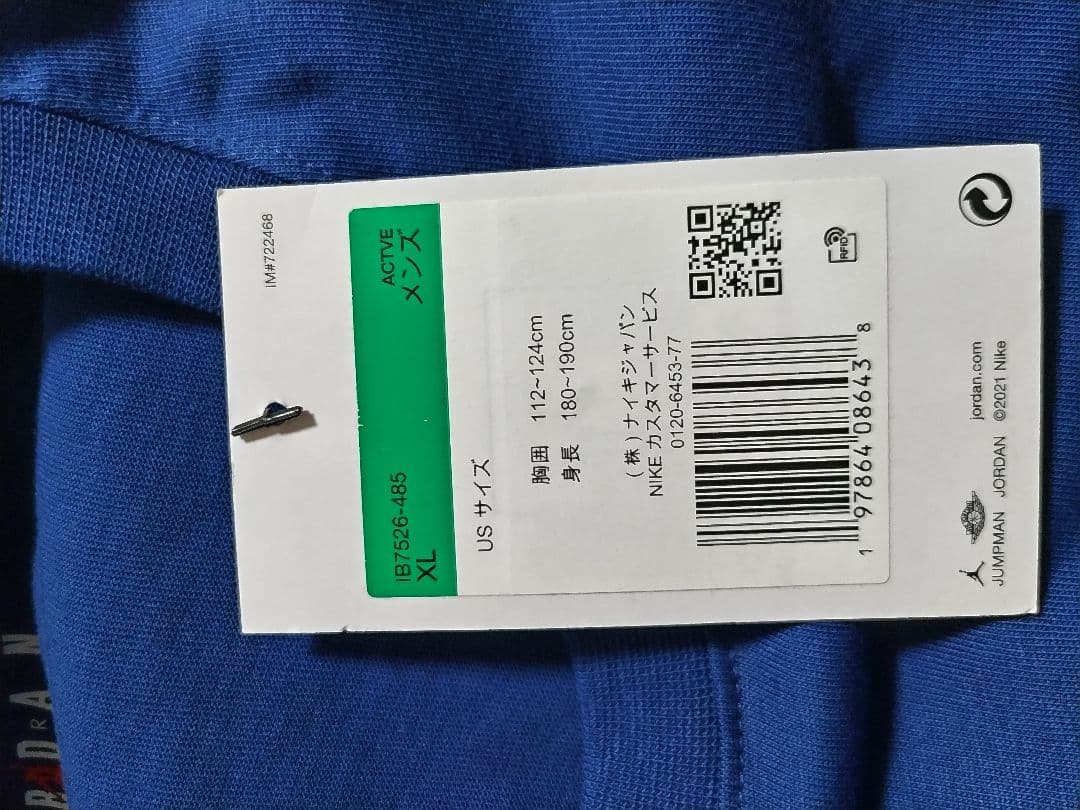 iM#722468
IB7526-485 ACTVE
XL メンズ
US サイズ
胸囲 112~124cm
身長 180~190cm
(株)ナイキジャパン
NIKE カスタマーサービス
0120-6453-77
RFID
1 97864 08643 8
jordan.com
JUMPMAN JORDAN ©2021 Nike